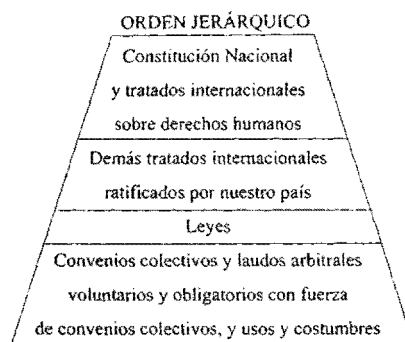 ORDEN JERÁRQUICO
Constitución Nacional
y tratados internacionales
sobre derechos humanos
Demás tratados internacionales
ratificados por nuestro país
Leyes
Convenios colectivos y laudos arbitrales
voluntarios y obligatorios con fuerza
de convenios colectivos, y usos y costumbres